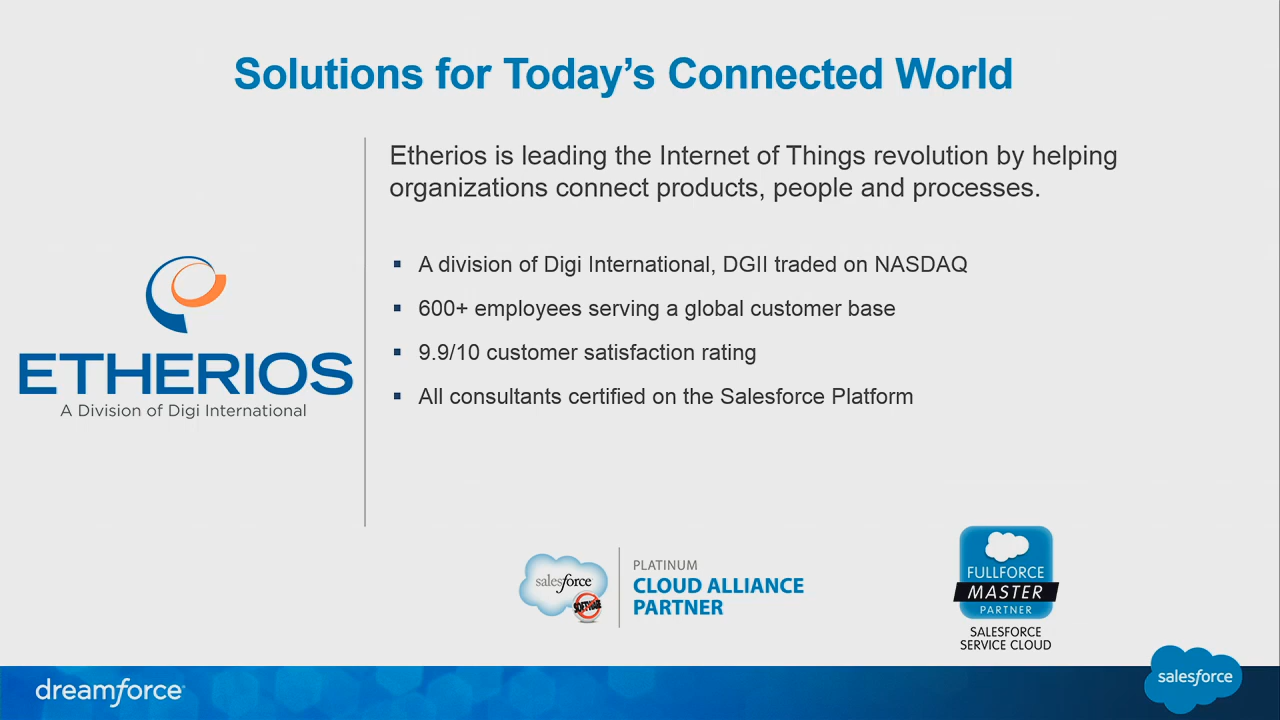 Solutions for Today's Connected World
Etherios is leading the Internet of Things revolution by helping
organizations connect products, people and processes.
▪ A division of Digi International, DGII traded on NASDAQ
▪ 600+ employees serving a global customer base
▪ 9.9/10 customer satisfaction rating
▪ All consultants certified on the Salesforce Platform
ETHERIOS
A Division of Digi International
salesforce
SOFTWARE
PLATINUM
CLOUD ALLIANCE
PARTNER
FULLFORCE
MASTER
PARTNER
SALESFORCE
SERVICE CLOUD
dreamforce
salesforce